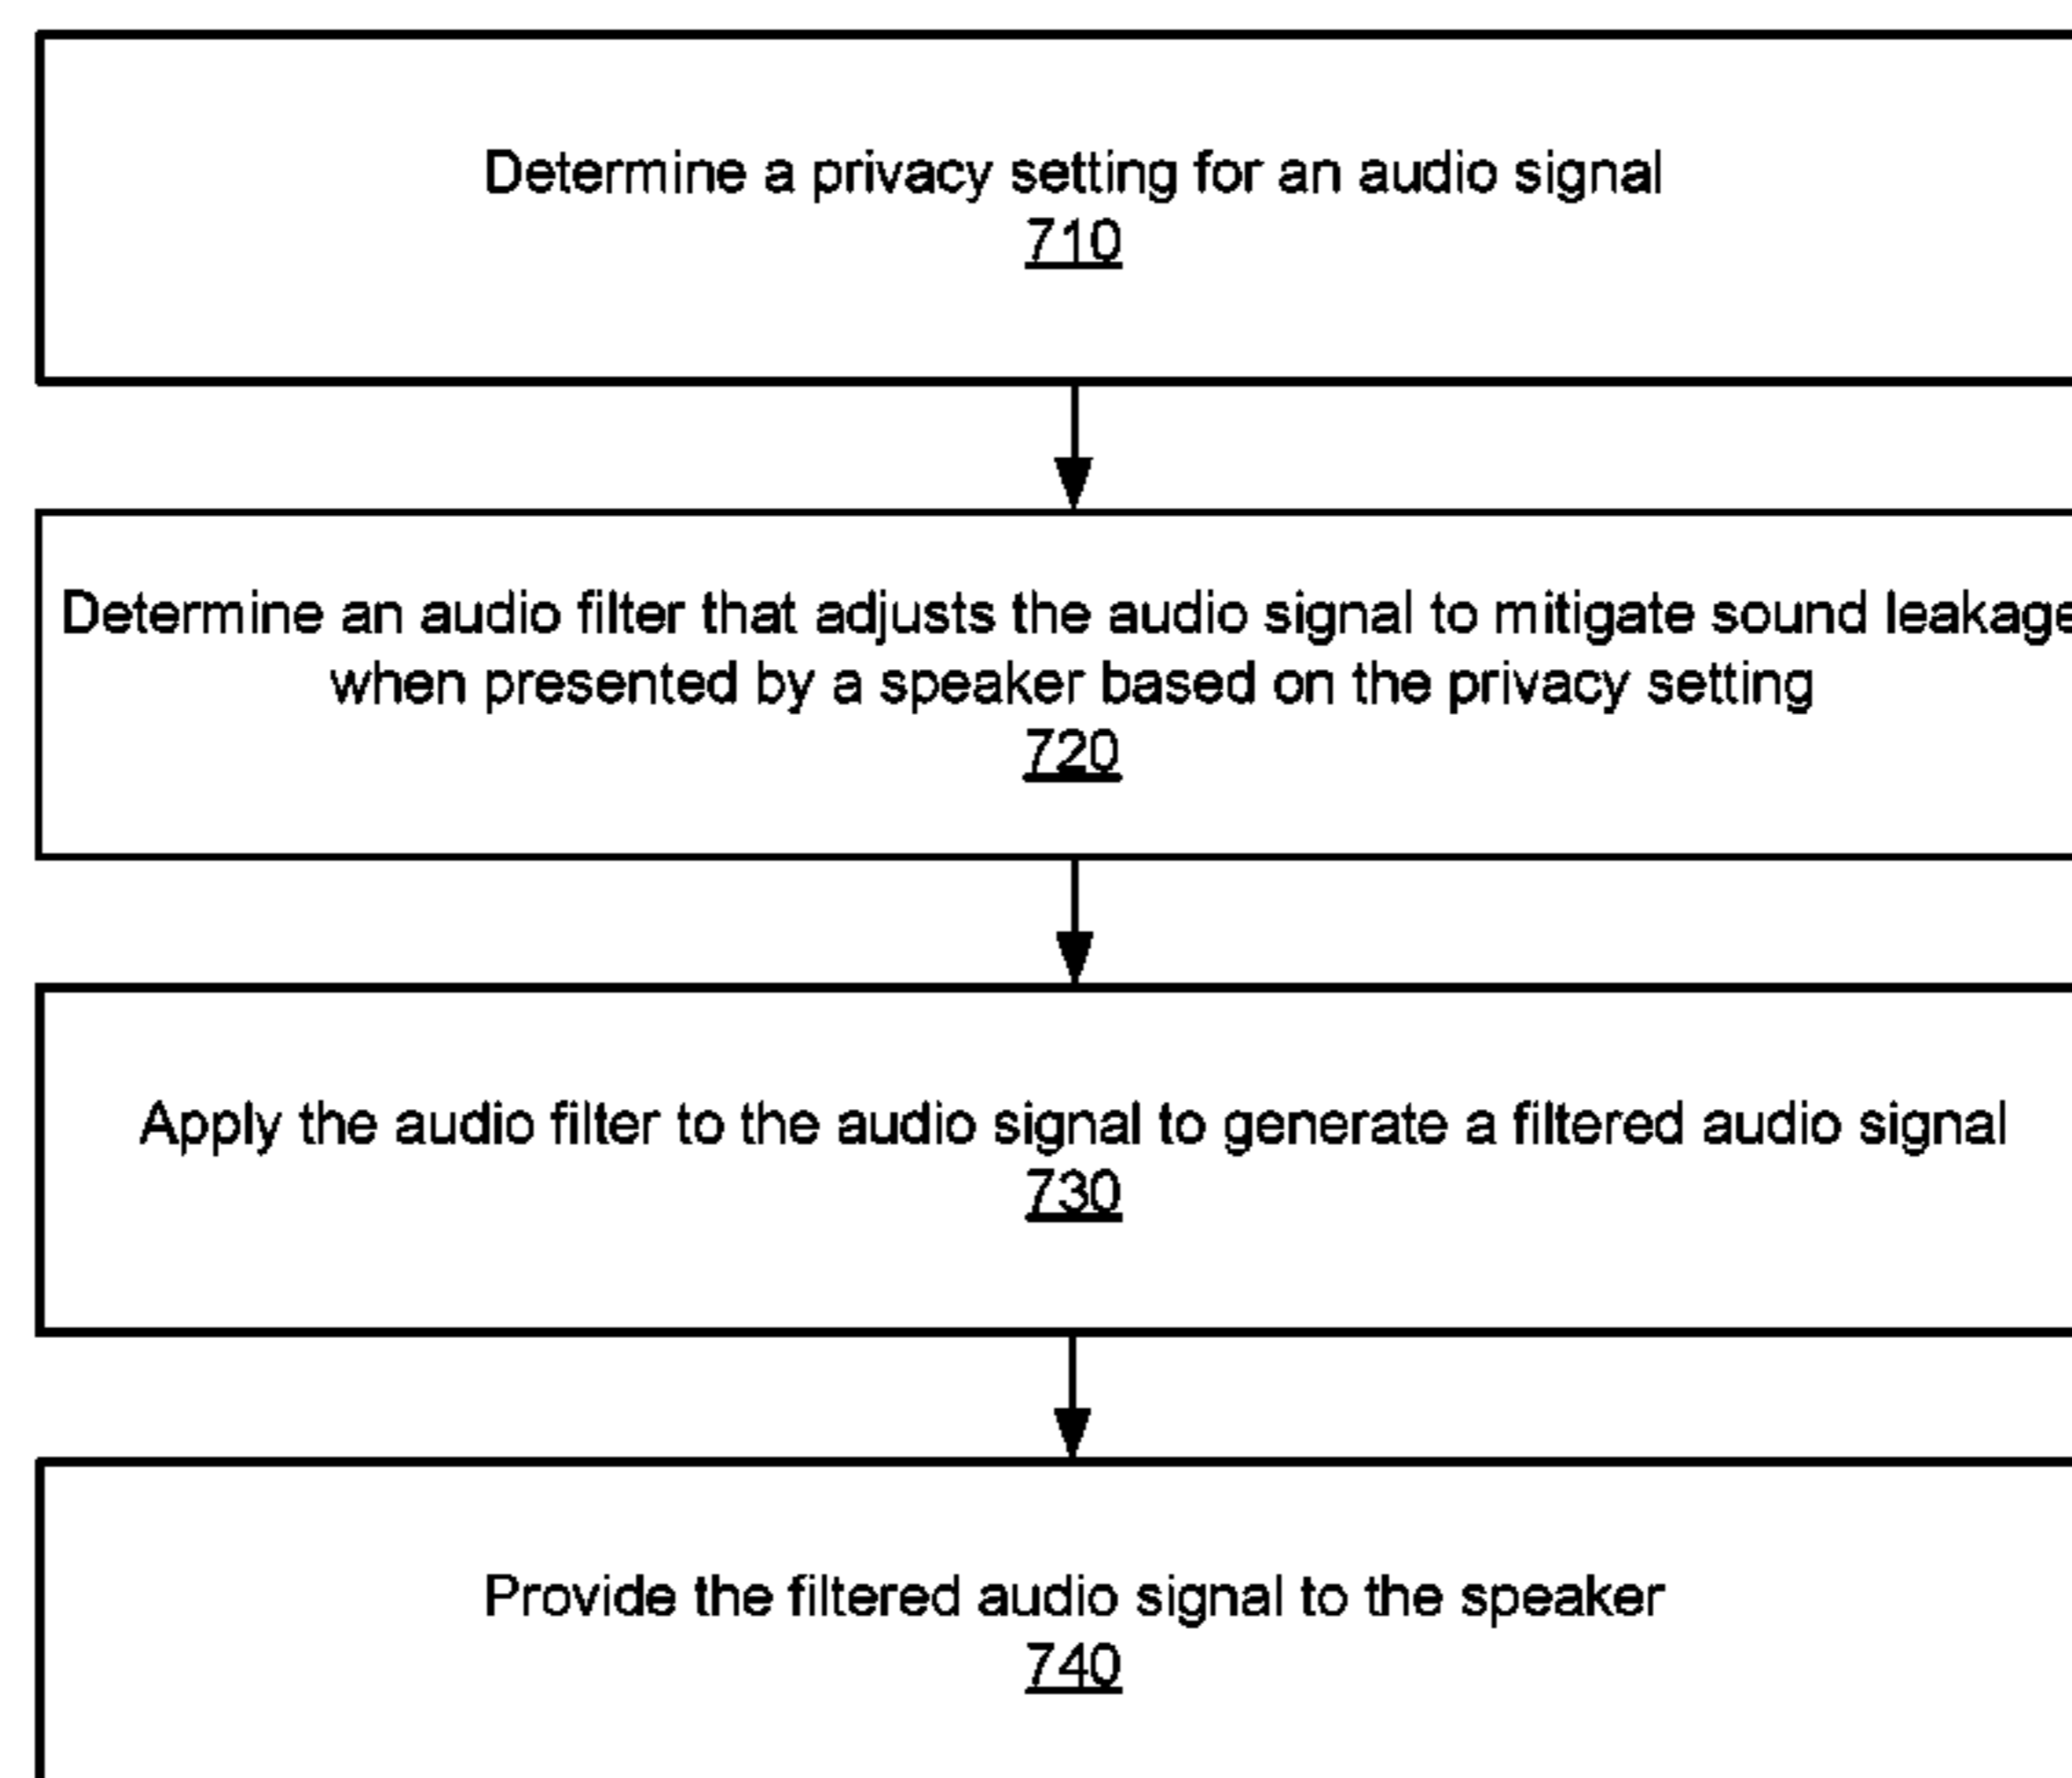 Determine a privacy setting for an audio signal
710
Determine an audio filter that adjusts the audio signal to mitigate sound leakage
when presented by a speaker based on the privacy setting
720
Apply the audio filter to the audio signal to generate a filtered audio signal
730
Provide the filtered audio signal to the speaker
740